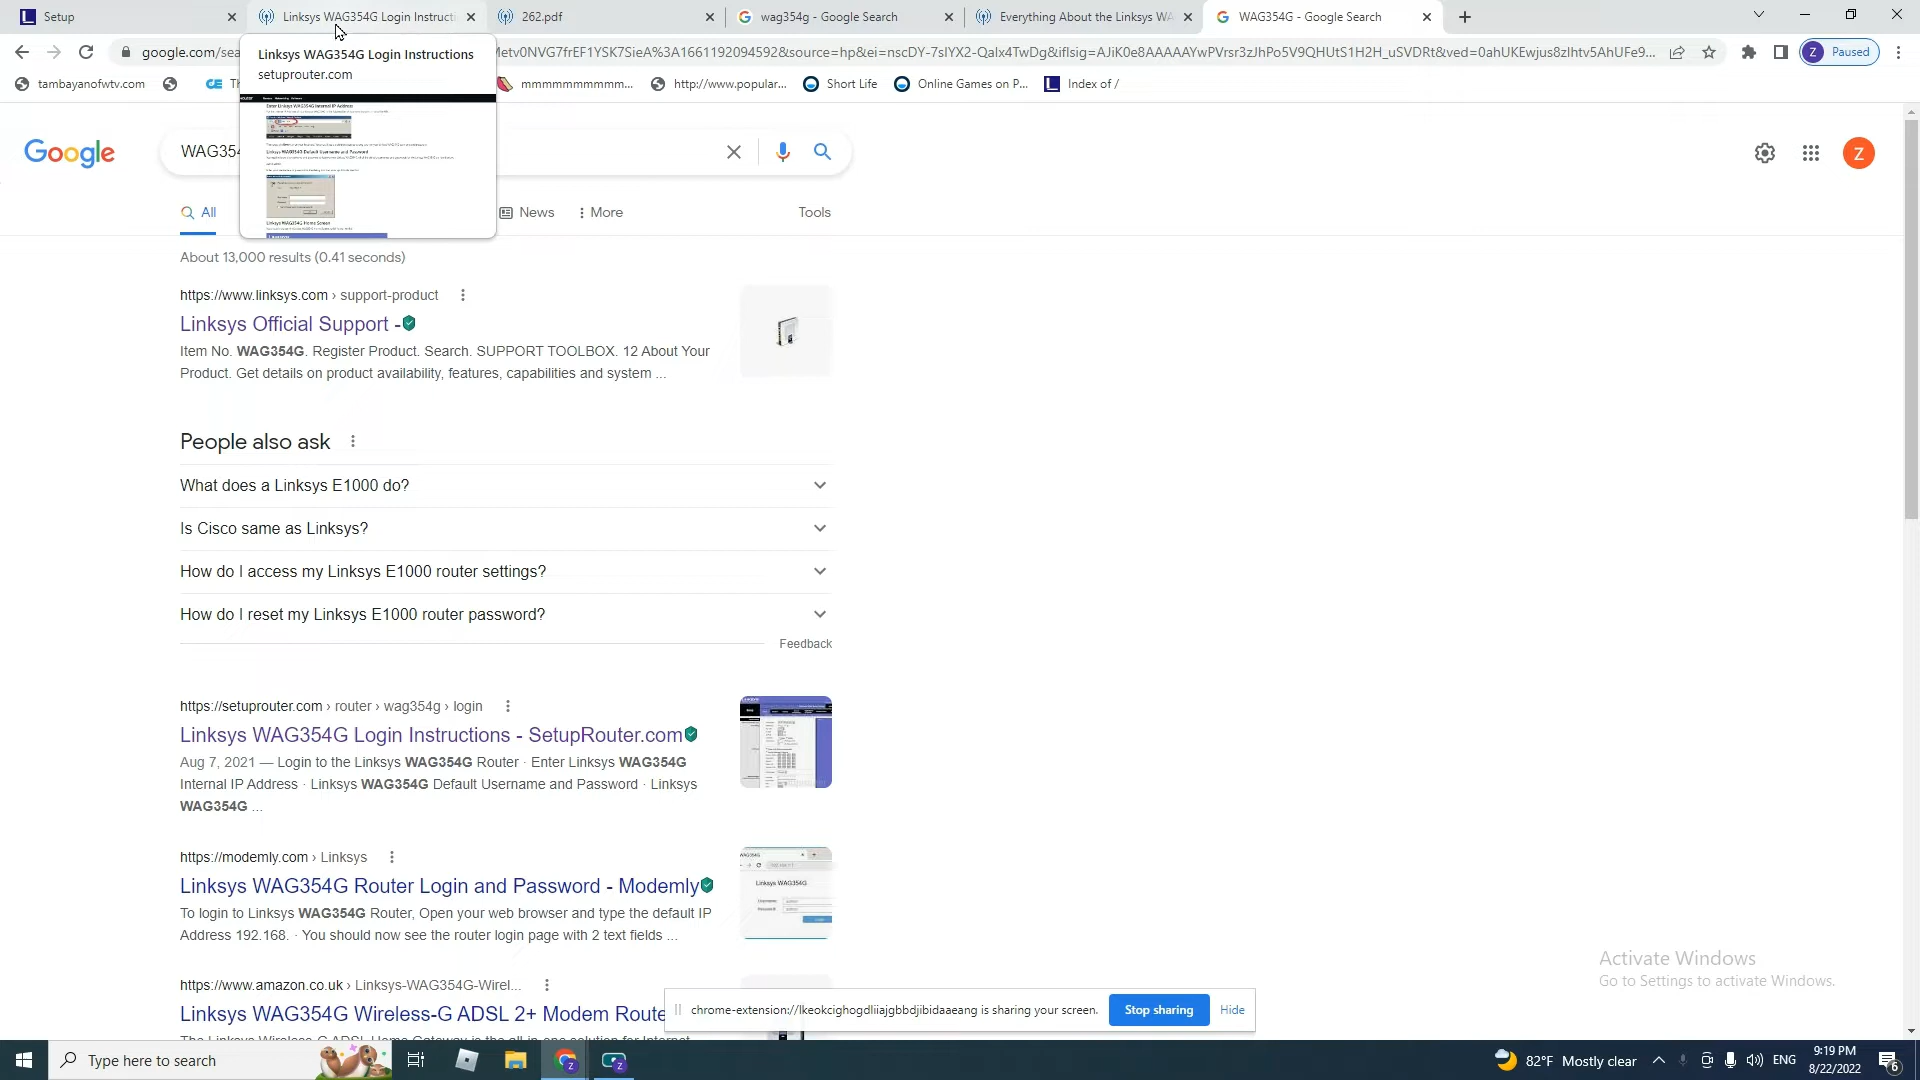 Setup
Linksys WAG354G Login Instructi
262.pdf
wag354g - Google Search
Everything About the Linksys WA
WAG354G - Google Search
google.com/sea
Paused
Linksys WAG354G Login Instructions
setuprouter.com
tambayanofwtv.com
mmmmmmmmmm...
http://www.popular...
Short Life
Online Games on P...
Index of /
Google
WAG354
All
News
More
Tools
About 13,000 results (0.41 seconds)
https://www.linksys.com › support-product
Linksys Official Support -
Item No. WAG354G. Register Product. Search. SUPPORT TOOLBOX. 12 About Your
Product. Get details on product availability, features, capabilities and system ...
People also ask
What does a Linksys E1000 do?
Is Cisco same as Linksys?
How do I access my Linksys E1000 router settings?
How do I reset my Linksys E1000 router password?
Feedback
https://setuprouter.com › router › wag354g › login
Linksys WAG354G Login Instructions - SetupRouter.com
Aug 7, 2021 — Login to the Linksys WAG354G Router · Enter Linksys WAG354G
Internal IP Address · Linksys WAG354G Default Username and Password · Linksys
WAG354G ...
https://modemly.com › Linksys
Linksys WAG354G Router Login and Password - Modemly
To login to Linksys WAG354G Router, Open your web browser and type the default IP
Address 192.168. · You should now see the router login page with 2 text fields ...
https://www.amazon.co.uk › Linksys-WAG354G-Wirel...
Linksys WAG354G Wireless-G ADSL 2+ Modem Route
Activate Windows
Go to Settings to activate Windows.
chrome-extension://lkeokcighogdliiajgbbdjibidaaeang is sharing your screen.
Stop sharing
Hide
Type here to search
82°F Mostly clear
ENG
9:19 PM
8/22/2022
6